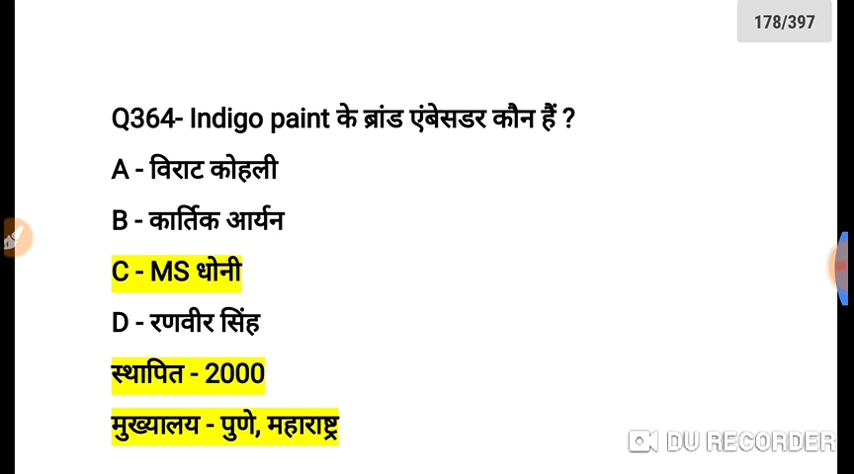 178/397
Q364- Indigo paint के ब्रांड एंबेसडर कौन हैं ?
A - विराट कोहली
B - कार्तिक आर्यन
C - MS धोनी
D - रणवीर सिंह
स्थापित - 2000
मुख्यालय - पुणे, महाराष्ट्र
DU RECORDER